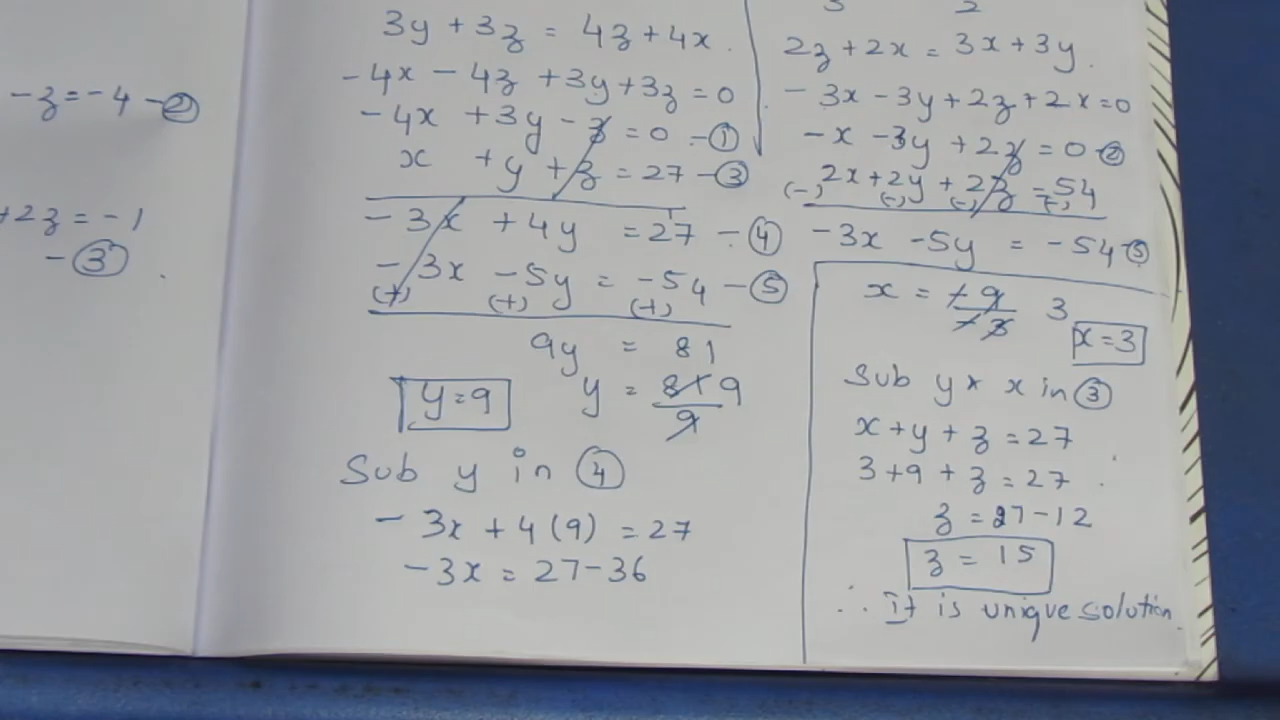 -z=-4 -②
+2z = -1
- ③
3y + 3z = 4z + 4x.
-4x - 4z + 3y + 3z = 0
-4x + 3y - z = 0 -①
x + y + z = 27 -③
-3x + 4y = 27 - ④
-3x - 5y = -54 - ⑤
(+) (+) (+)
9y = 81
y = 81/9 9
y=9
Sub y in ④
-3x + 4(9) = 27
-3x = 27-36
3 2
2z + 2x = 3x + 3y.
-3x - 3y + 2z + 2x = 0
-x - 3y + 2z = 0 -②
2x + 2y + 2z = 54
(-) (-) (-) (-)
-3x - 5y = -54 ⑤
x = -9/-3 3
x=3
Sub y & x in ③
x + y + z = 27
3 + 9 + z = 27
z = 27-12
z = 15
∴ It is unique solution.